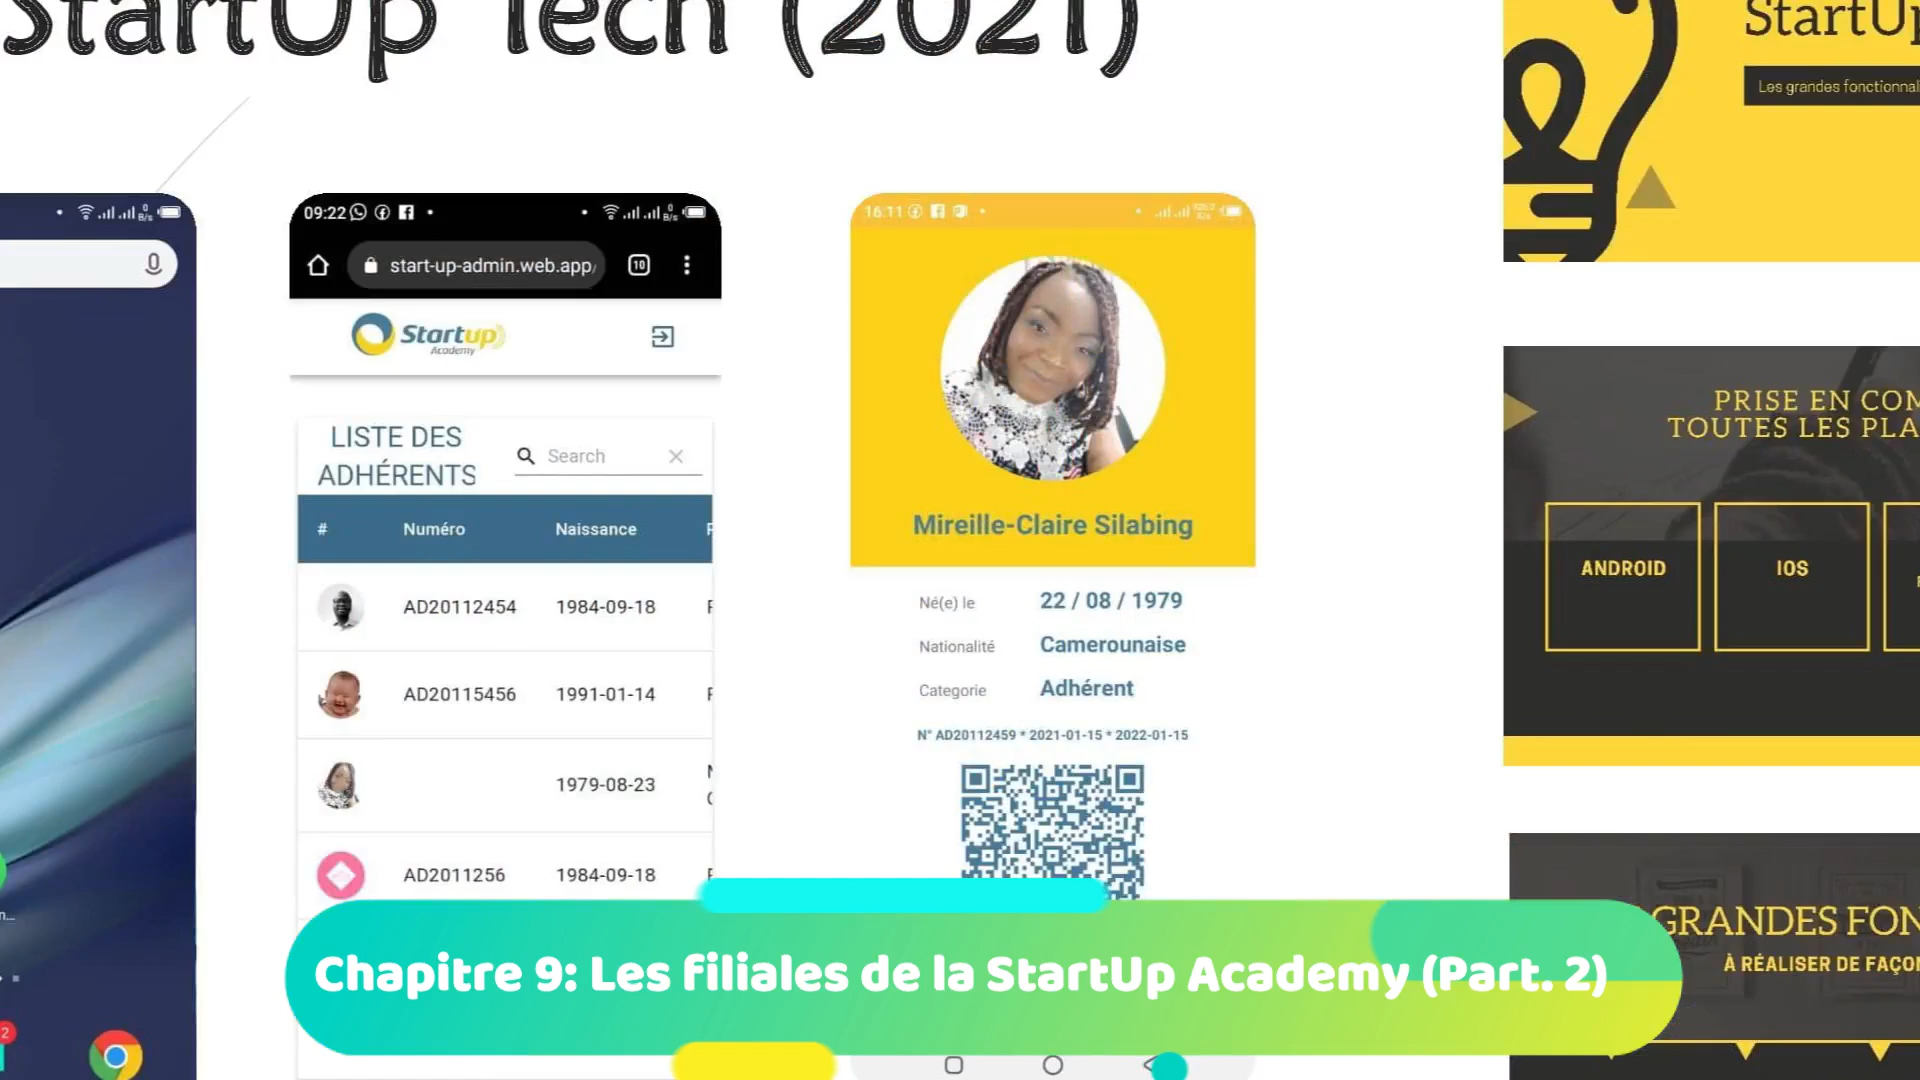 StartUp Tech (2021)
09:22
0 B/s
10
start-up-admin.web.app/
Startup
Academy
LISTE DES
ADHÉRENTS
Search
# Numéro Naissance
AD20112454 1984-09-18
AD20115456 1991-01-14
1979-08-23
AD2011256 1984-09-18
16:11
Mireille-Claire Silabing
Né(e) le 22 / 08 / 1979
Nationalité Camerounaise
Categorie Adhérent
N° AD20112459 * 2021-01-15 * 2022-01-15
StartUp
Les grandes fonctionnal
PRISE EN COM
TOUTES LES PLA
ANDROID
IOS
GRANDES FON
À RÉALISER DE FAÇO
Chapitre 9: Les filiales de la StartUp Academy (Part. 2)
2